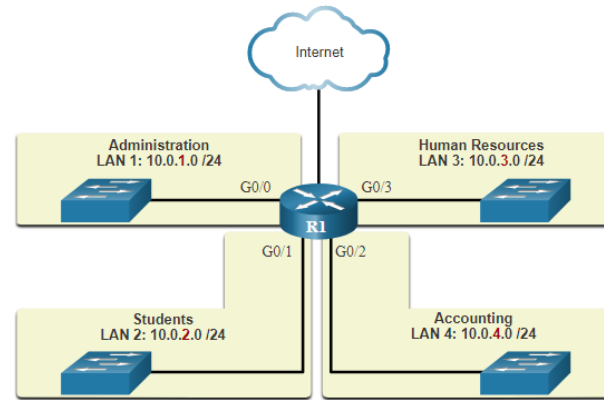 Internet
Administration
LAN 1: 10.0.1.0 /24
Human Resources
LAN 3: 10.0.3.0 /24
G0/0
G0/3
R1
G0/1
G0/2
Students
LAN 2: 10.0.2.0 /24
Accounting
LAN 4: 10.0.4.0 /24